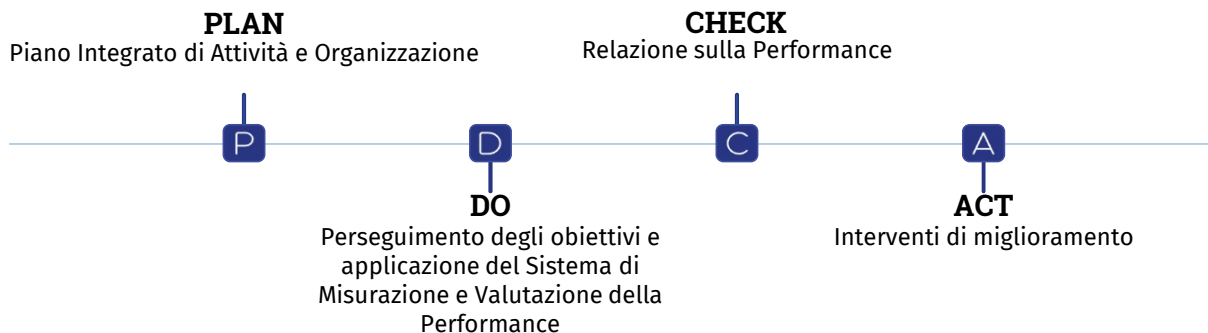 PLAN
Piano Integrato di Attività e Organizzazione
CHECK
Relazione sulla Performance
P
D
C
A
DO
Perseguimento degli obiettivi e
applicazione del Sistema di
Misurazione e Valutazione della
Performance
ACT
Interventi di miglioramento